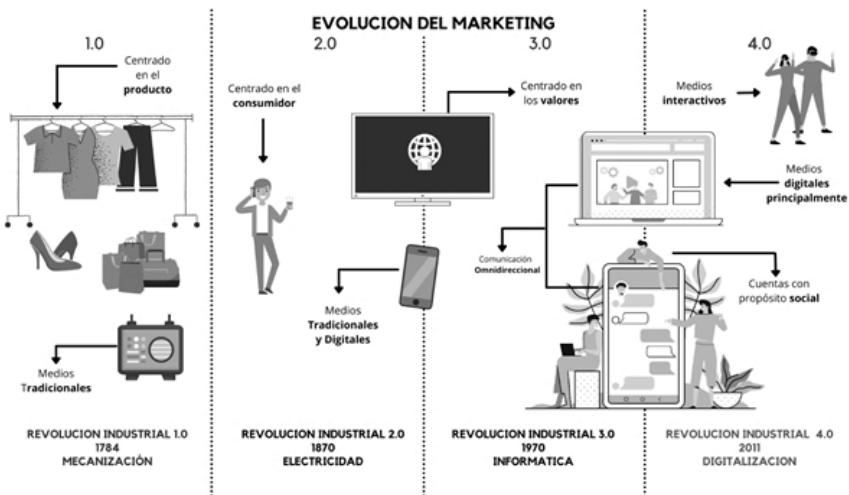 EVOLUCION DEL MARKETING
1.0
Centrado
en el
producto
Medios
Tradicionales
REVOLUCION INDUSTRIAL 1.0
1784
MECANIZACIÓN
2.0
Centrado en el
consumidor
Medios
Tradicionales
y Digitales
REVOLUCION INDUSTRIAL 2.0
1870
ELECTRICIDAD
3.0
Centrado en
los valores
Comunicación
Omnidireccional
REVOLUCION INDUSTRIAL 3.0
1970
INFORMATICA
4.0
Medios
interactivos
Medios
digitales
principalmente
Cuentas con
propósito social
REVOLUCION INDUSTRIAL 4.0
2011
DIGITALIZACION